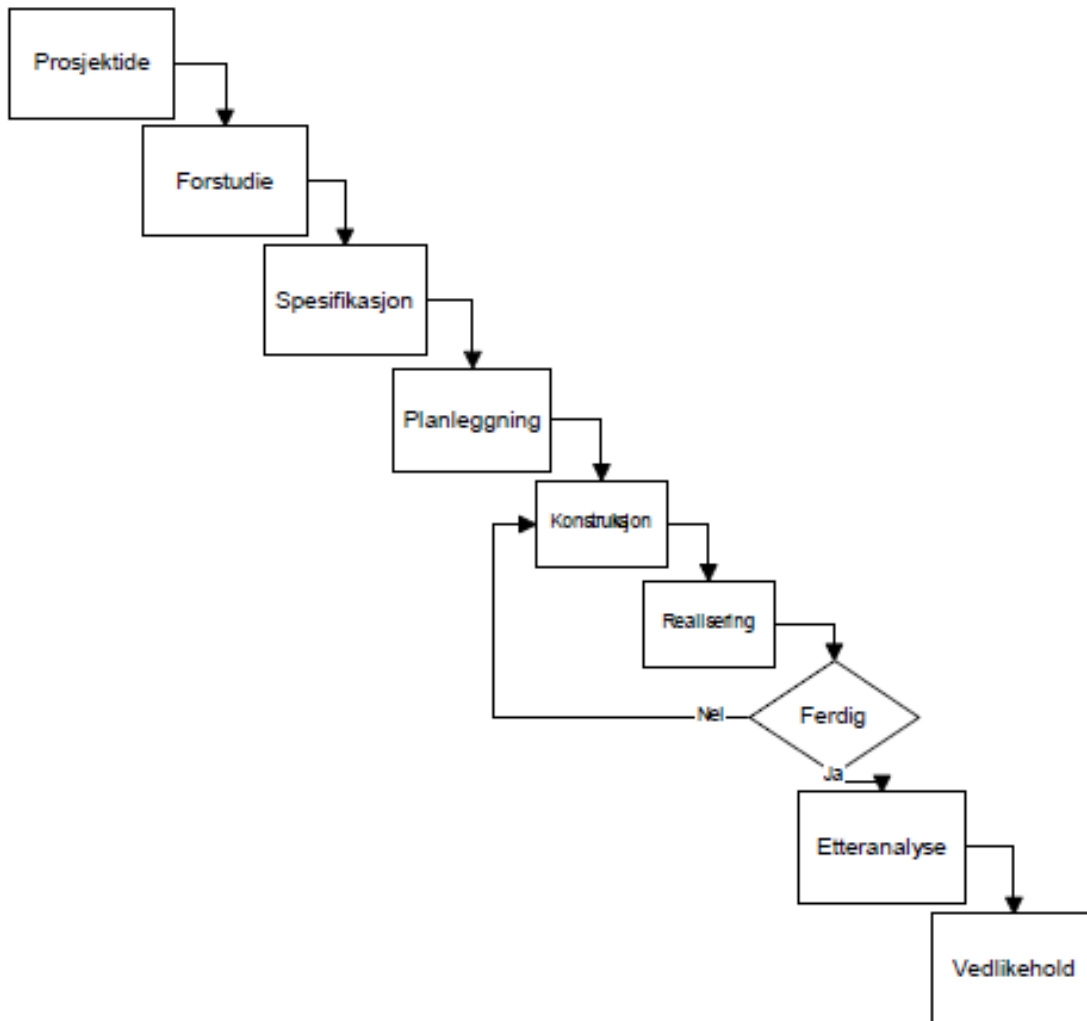 Prosjektide
Forstudie
Spesifikasjon
Planleggning
Konstruksjon
Realisering
Nei
Ferdig
Ja
Etteranalyse
Vedlikehold